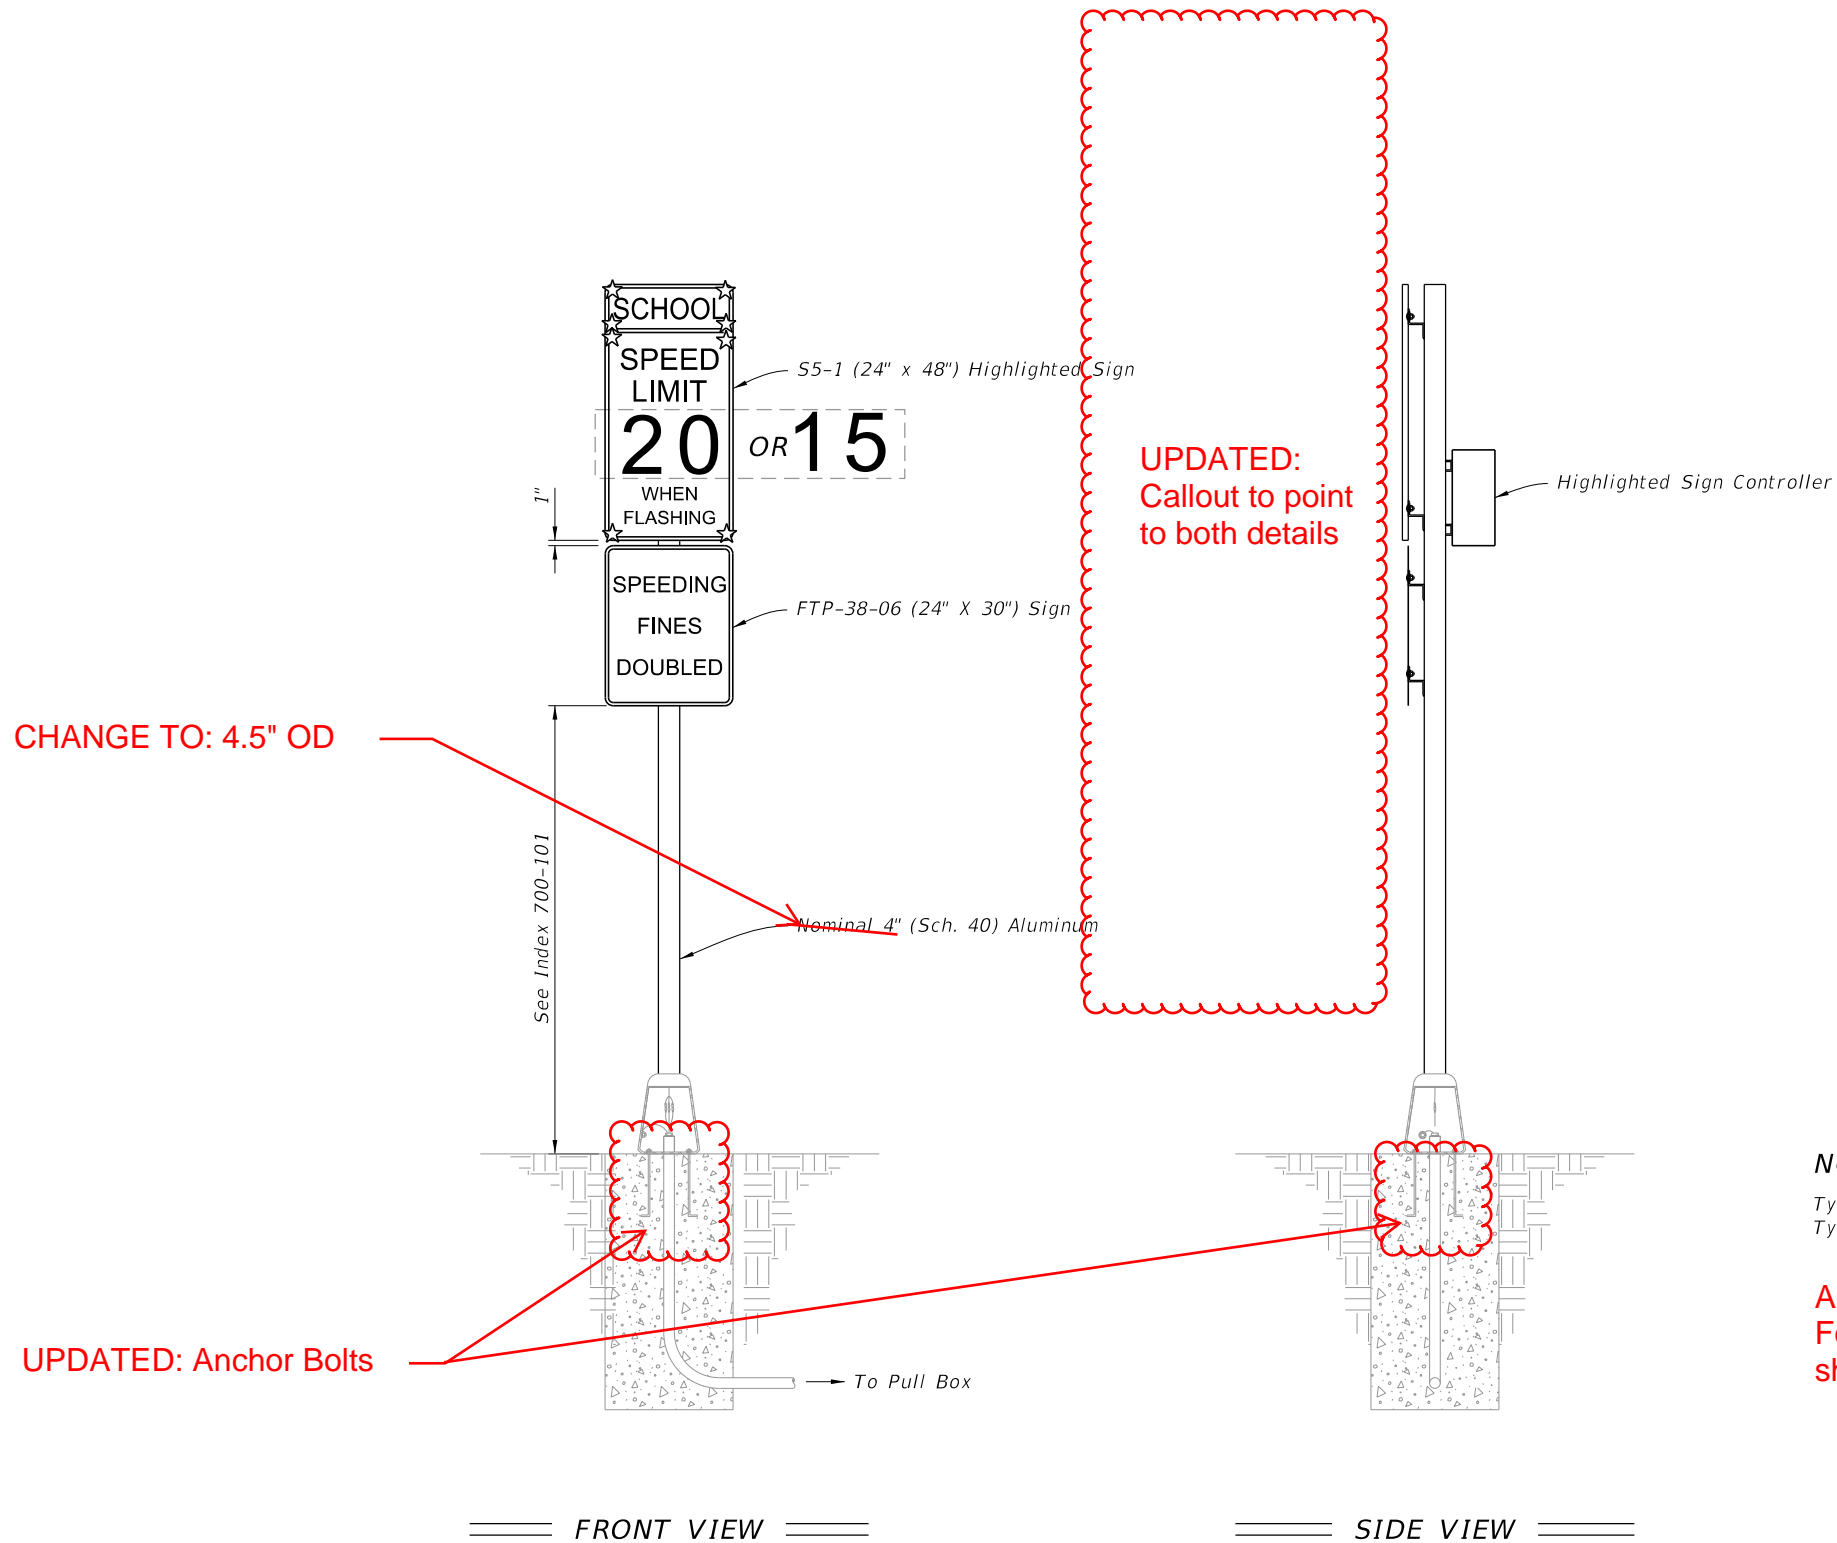 SCHOOL
SPEED
LIMIT
20 OR 15
WHEN
FLASHING
SPEEDING
FINES
DOUBLED
1"
S5-1 (24" x 48") Highlighted Sign
FTP-38-06 (24" X 30") Sign
UPDATED:
Callout to point
to both details
Highlighted Sign Controller
CHANGE TO: 4.5" OD
See Index 700-101
Nominal 4" (Sch. 40) Aluminum
UPDATED: Anchor Bolts
To Pull Box
Ty
Ty
A
sh
FRONT VIEW
SIDE VIEW